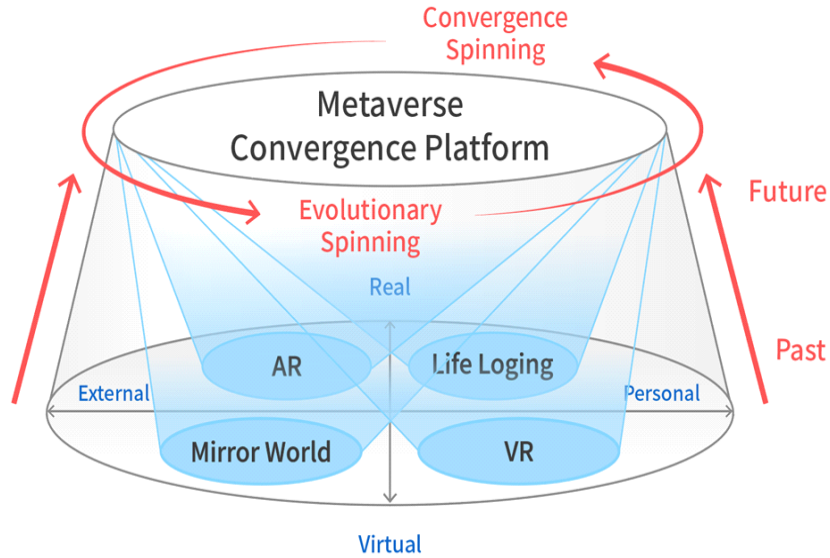 Convergence
Spinning
Metaverse
Convergence Platform
Evolutionary
Spinning
Future
Real
Past
AR
Life Loging
External
Personal
Mirror World
VR
Virtual